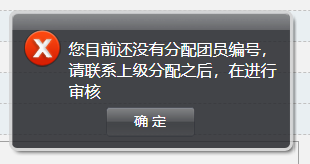 您目前还没有分配团员编号，
请联系上级分配之后，在进行
审核
确 定